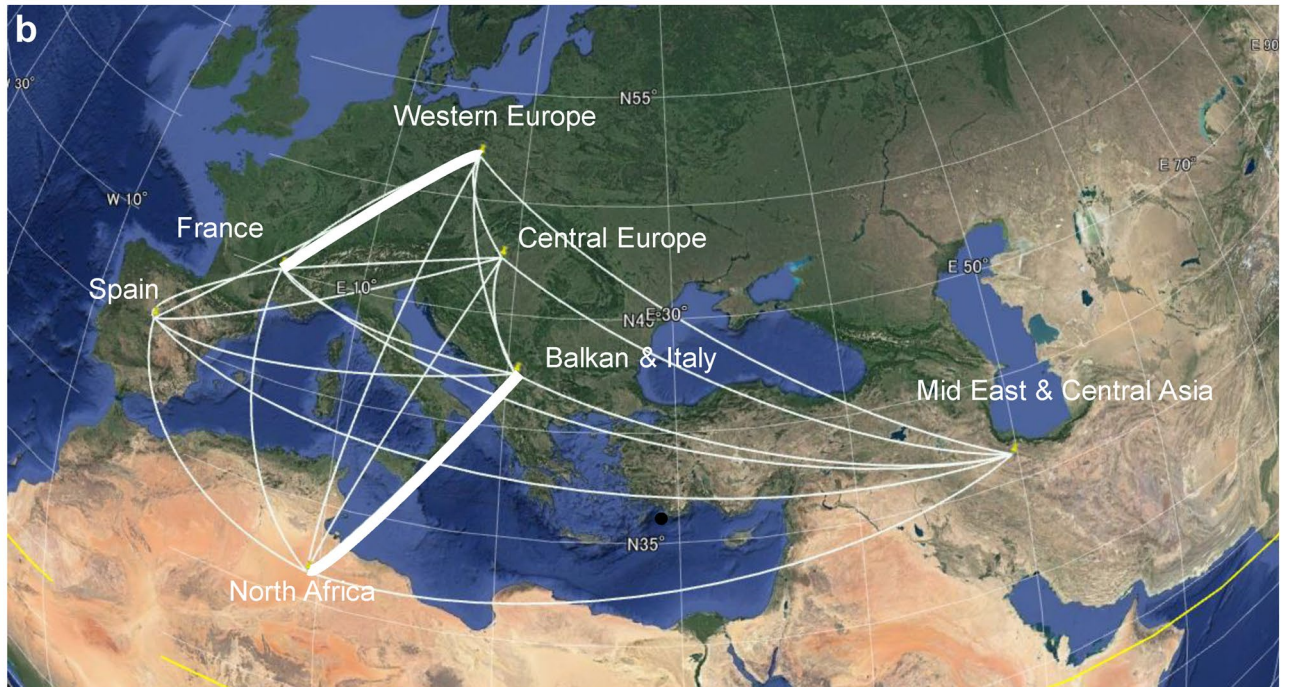 b
E 90
/ 30°
N55°
Western Europe
E 70°
W 10°
France
Central Europe
E 50°
Spain
E 10°
N45°
E 30°
Balkan & Italy
Mid East & Central Asia
N35°
North Africa